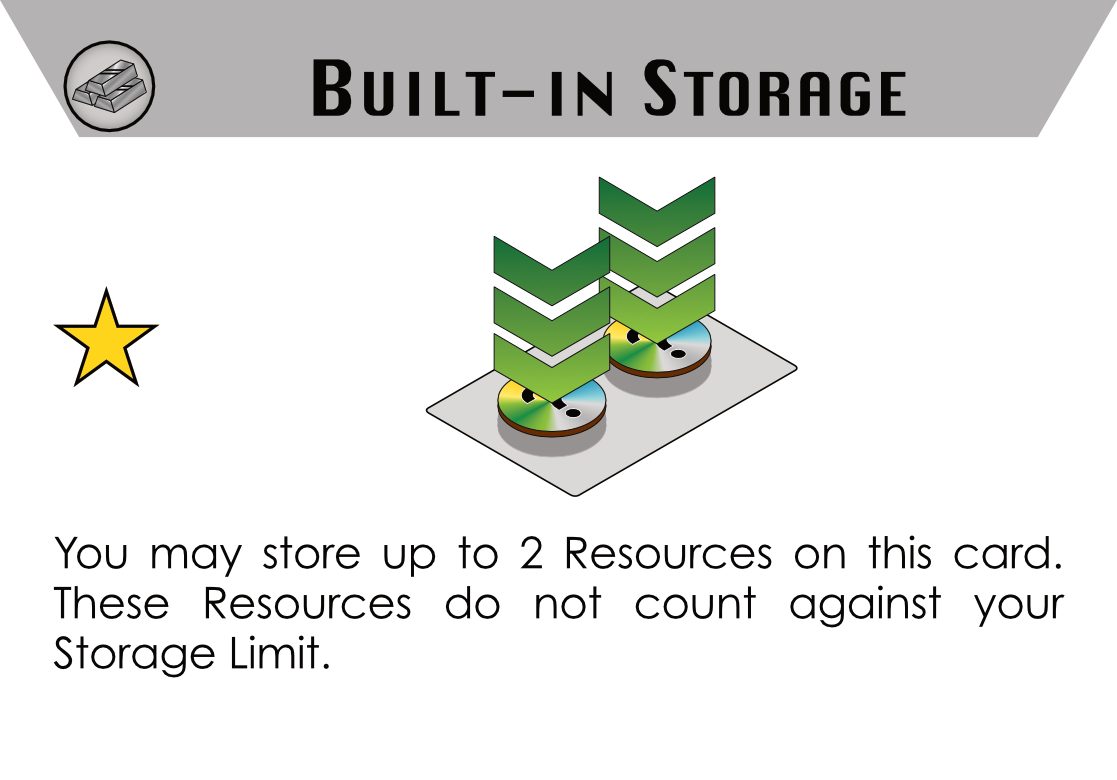 BUILT-IN STORAGE
You may store up to 2 Resources on this card.
These Resources do not count against your
Storage Limit.